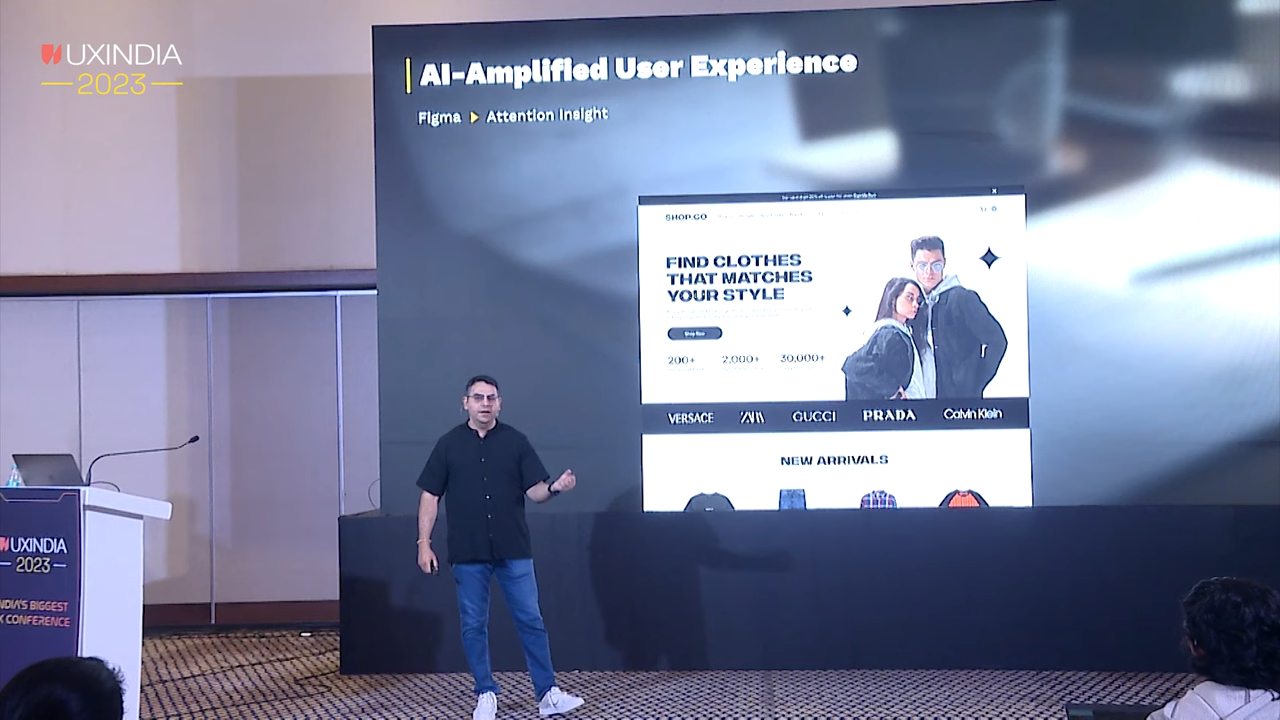 UXINDIA
2023
AI-Amplified User Experience
Figma ▶ Attention Insight
SHOP.CO
FIND CLOTHES
THAT MATCHES
YOUR STYLE
Shop Now
200+ 2,000+ 30,000+
VERSACE ZARA GUCCI PRADA Calvin Klein
NEW ARRIVALS
UXINDIA
2023
NDIA'S BIGGEST
X CONFERENCE